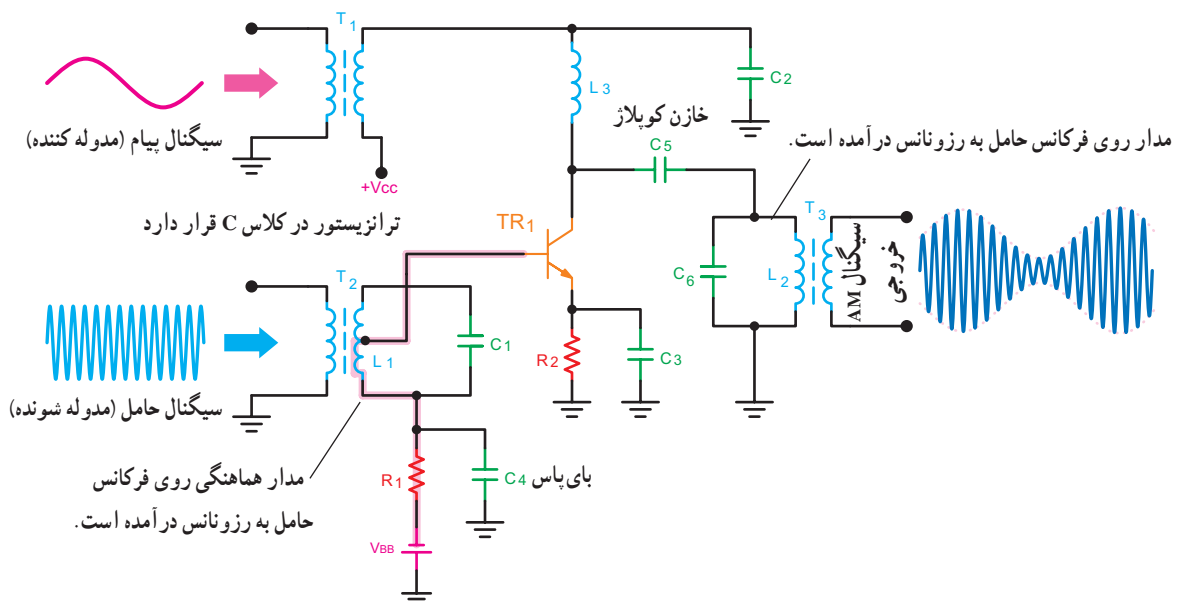 T1
C2
L3
خازن کوپلاژ
C5
سیگنال پیام (مدوله کننده)
+Vcc
مدار روی فرکانس حامل به رزونانس درآمده است.
ترانزیستور در کلاس C قرار دارد
TR1
T3
C6
L2
سیگنال AM
خروجی
T2
L1
C1
R2
C3
سیگنال حامل (مدوله شونده)
مدار هماهنگی روی فرکانس
حامل به رزونانس درآمده است.
R1
C4
بای‌پاس
VBB